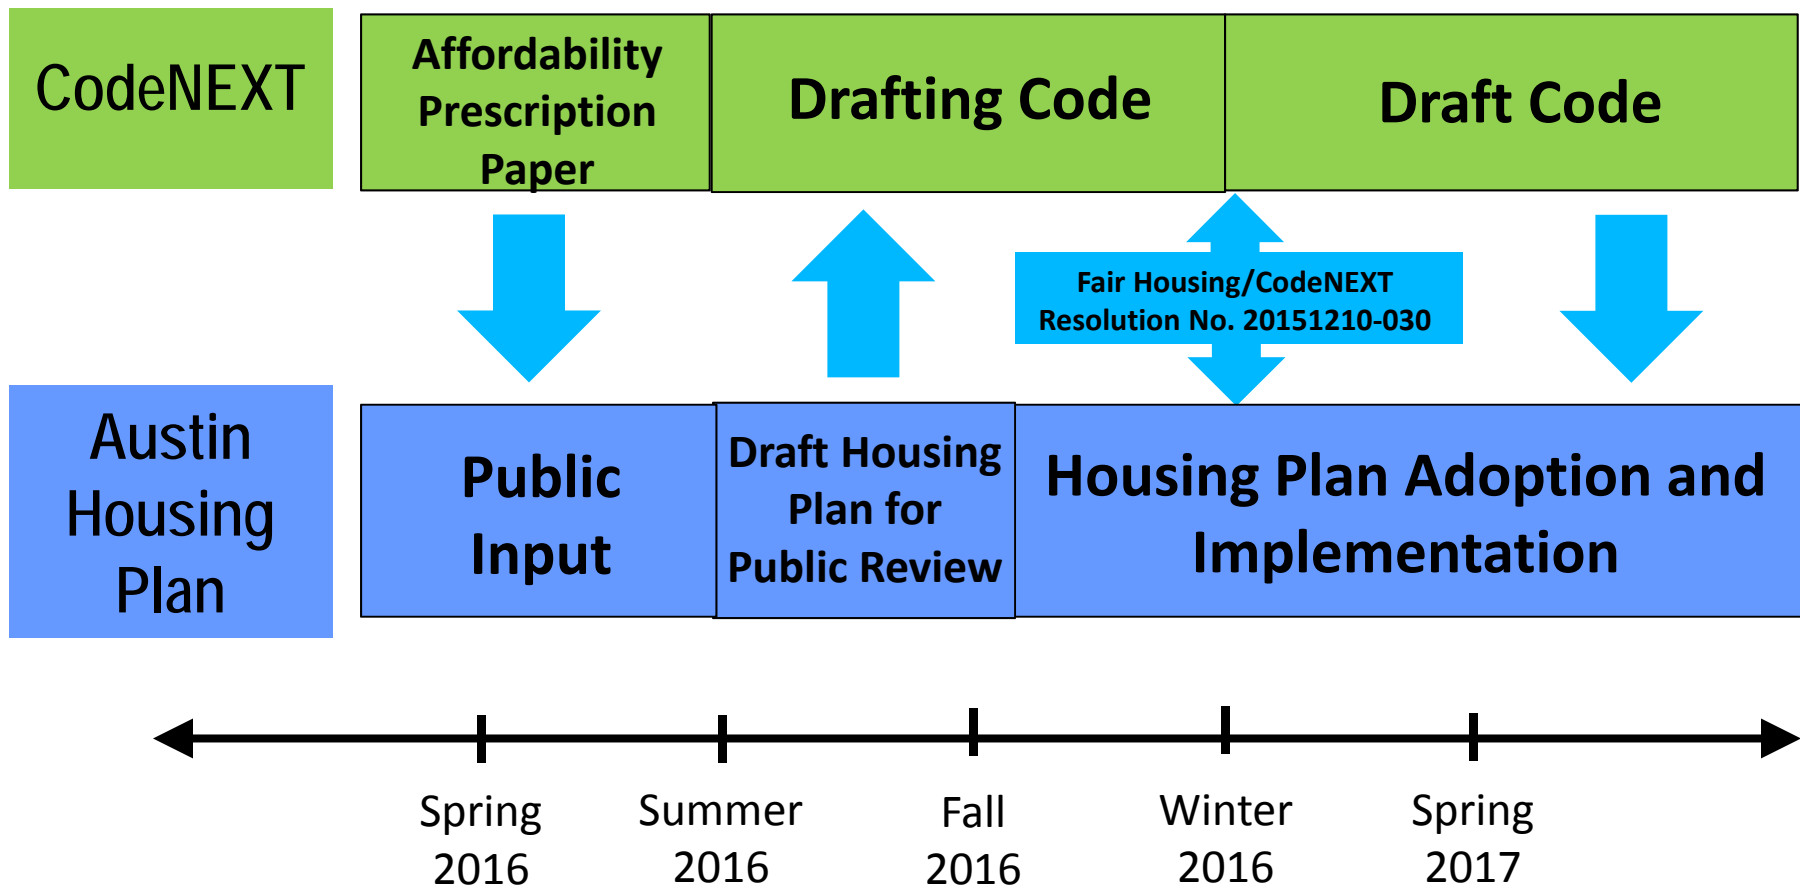 CodeNEXT
Affordability
Prescription
Paper
Drafting Code
Draft Code
Fair Housing/CodeNEXT
Resolution No. 20151210-030
Austin
Housing
Plan
Public
Input
Draft Housing
Plan for
Public Review
Housing Plan Adoption and
Implementation
Spring
2016
Summer
2016
Fall
2016
Winter
2016
Spring
2017